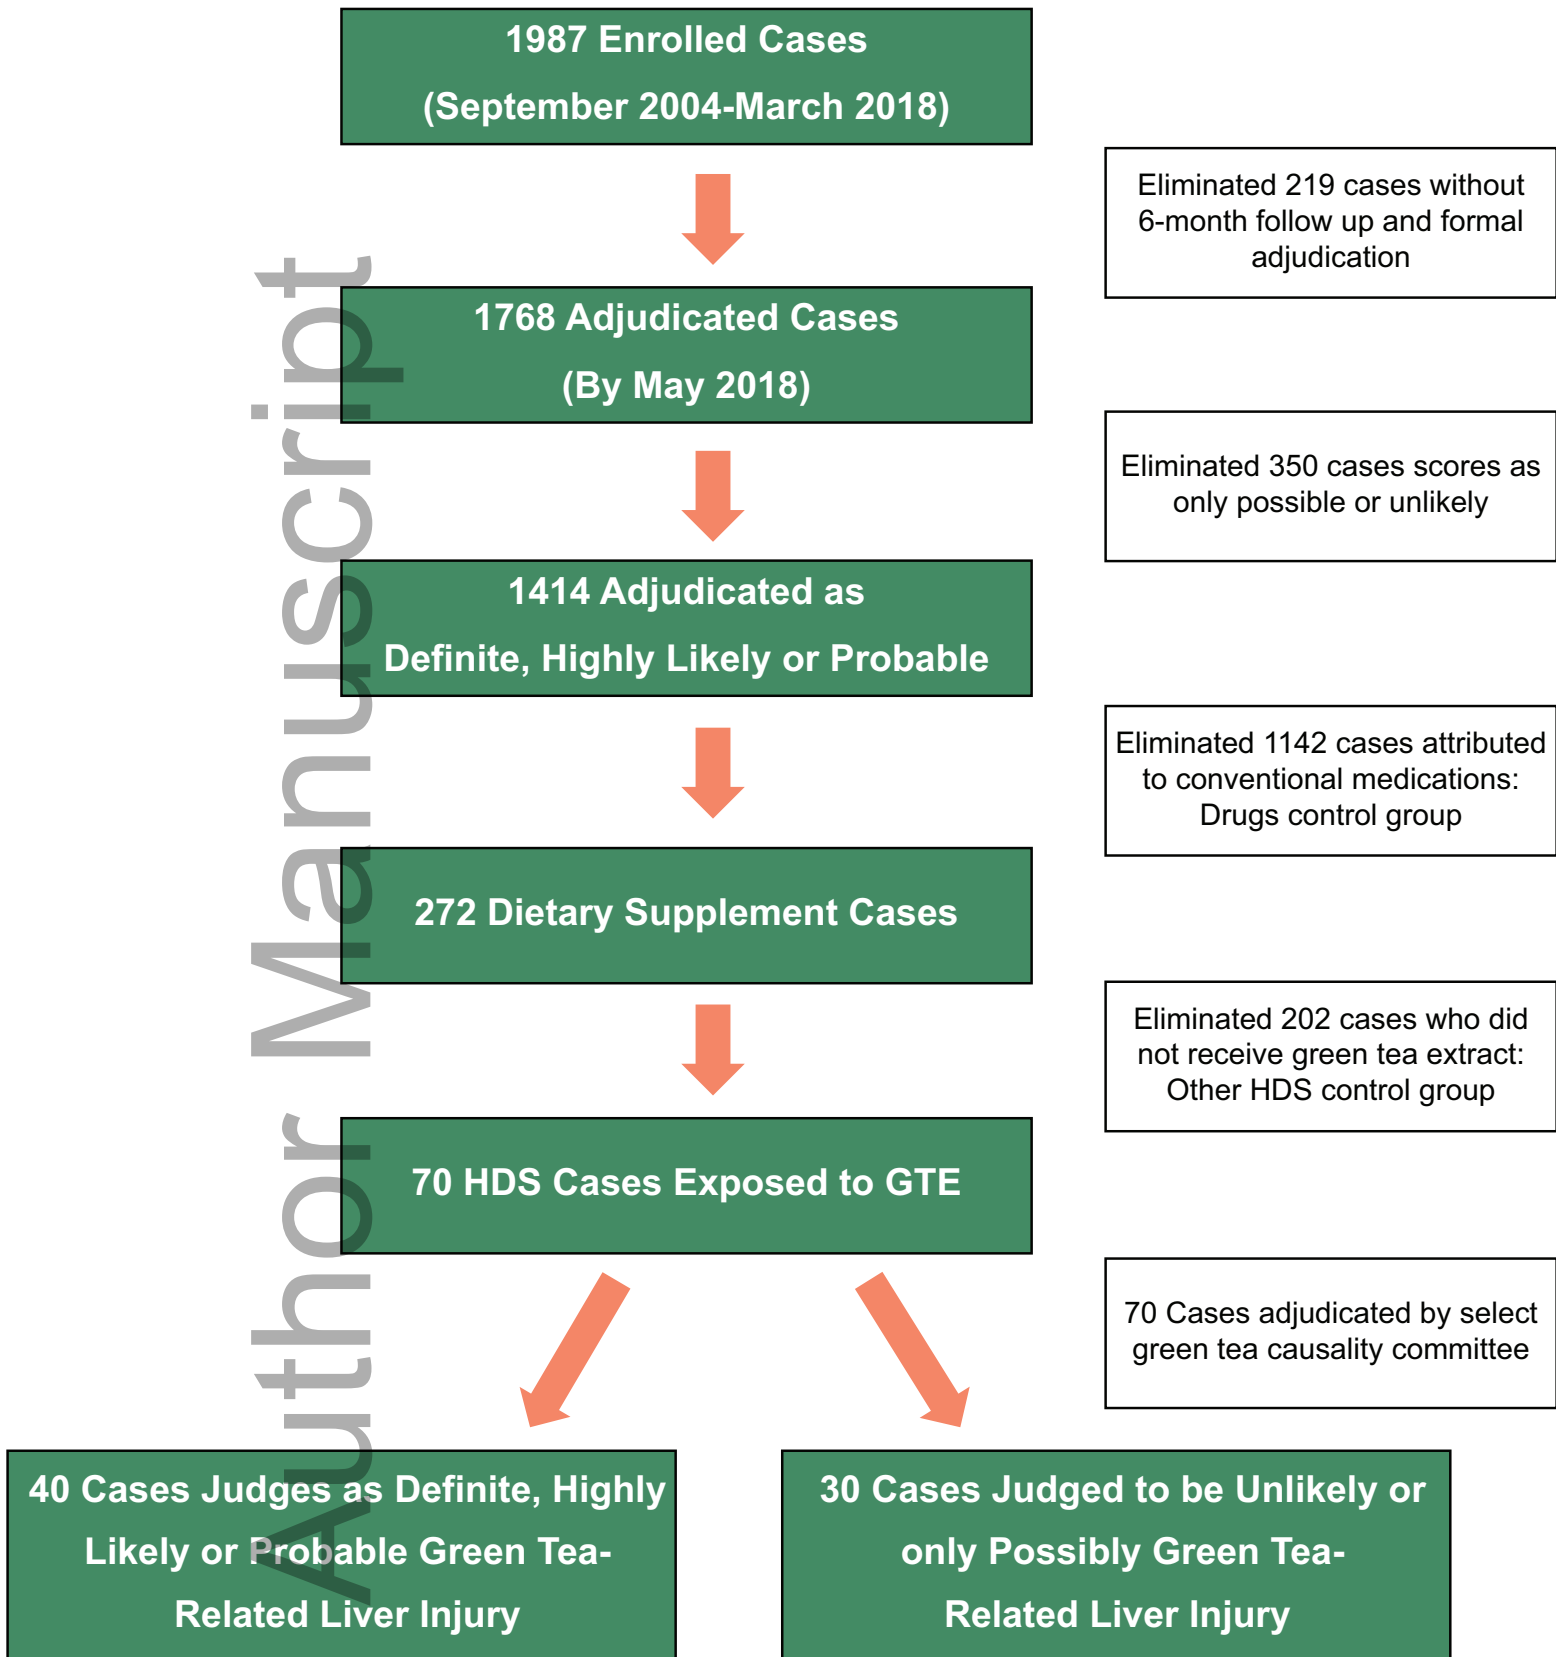 1987 Enrolled Cases
(September 2004-March 2018)
Eliminated 219 cases without
6-month follow up and formal
adjudication
1768 Adjudicated Cases
(By May 2018)
Eliminated 350 cases scores as
only possible or unlikely
1414 Adjudicated as
Definite, Highly Likely or Probable
Eliminated 1142 cases attributed
to conventional medications:
Drugs control group
272 Dietary Supplement Cases
Eliminated 202 cases who did
not receive green tea extract:
Other HDS control group
70 HDS Cases Exposed to GTE
70 Cases adjudicated by select
green tea causality committee
40 Cases Judges as Definite, Highly
Likely or Probable Green Tea-
Related Liver Injury
30 Cases Judged to be Unlikely or
only Possibly Green Tea-
Related Liver Injury
Author Manuscript